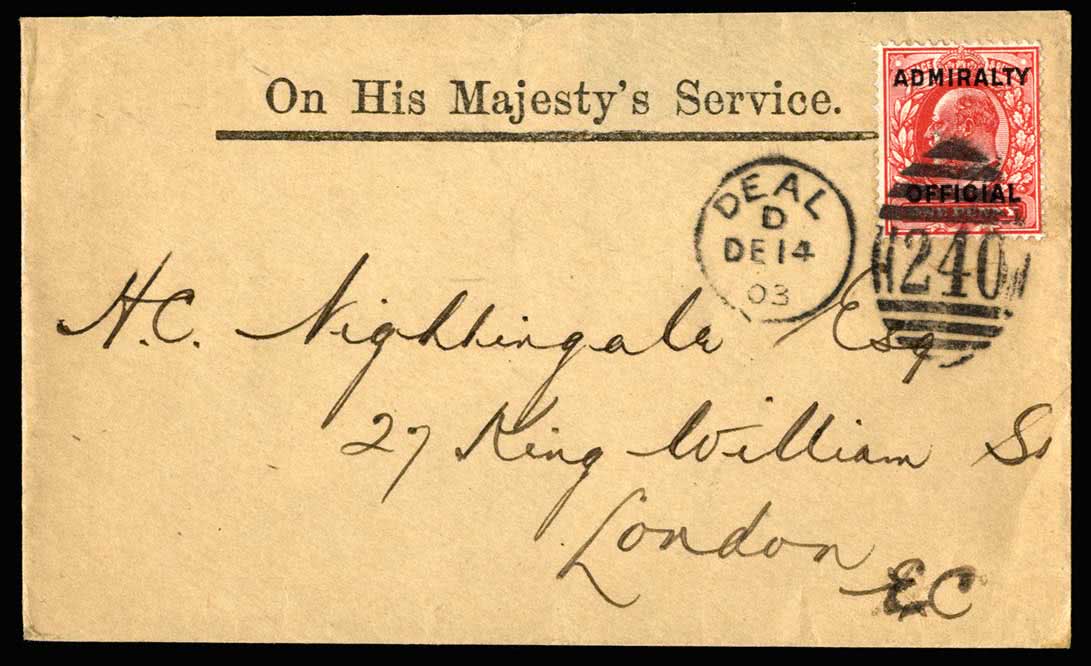 On His Majesty's Service.
ADMIRALTY
OFFICIAL
DEAL
D
DE 14
03
240
H.C. Nightingale Esq
27 King William St
London
EC